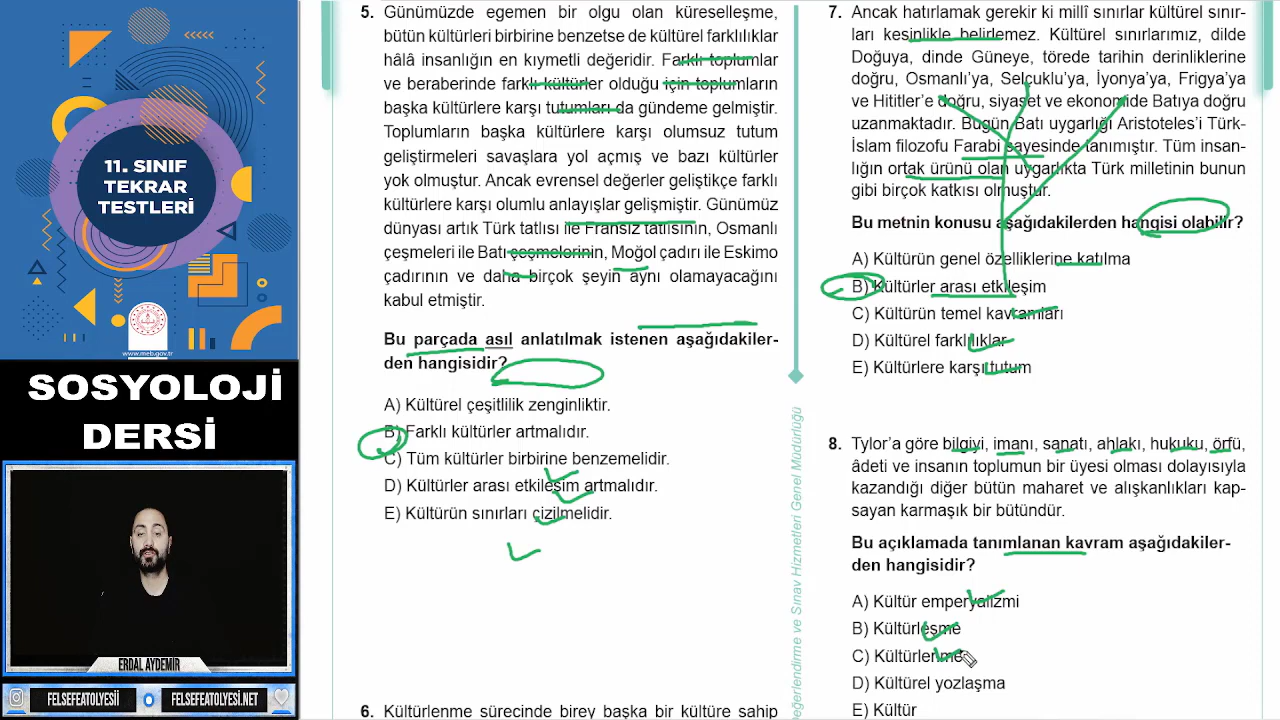 11. SINIF
TEKRAR
TESTLERİ
www.meb.gov.tr
SOSYOLOJİ
DERSİ
ERDAL AYDEMİR
FELSEFEATOLYESİİ
FELSEFEATOLYESİ.NET
5. Günümüzde egemen bir olgu olan küreselleşme,
bütün kültürleri birbirine benzetse de kültürel farklılıklar
hâlâ insanlığın en kıymetli değeridir. Farklı toplumlar
ve beraberinde farklı kültürler olduğu için toplumların
başka kültürlere karşı tutumları da gündeme gelmiştir.
Toplumların başka kültürlere karşı olumsuz tutum
geliştirmeleri savaşlara yol açmış ve bazı kültürler
yok olmuştur. Ancak evrensel değerler geliştikçe farklı
kültürlere karşı olumlu anlayışlar gelişmiştir. Günümüz
dünyası artık Türk tatlısı ile Fransız tatlısının, Osmanlı
çeşmeleri ile Batı çeşmelerinin, Moğol çadırı ile Eskimo
çadırının ve daha birçok şeyin aynı olamayacağını
kabul etmiştir.
Bu parçada asıl anlatılmak istenen aşağıdakiler-
den hangisidir?
A) Kültürel çeşitlilik zenginliktir.
B) Farklı kültürler artmalıdır.
C) Tüm kültürler birbirine benzemelidir.
D) Kültürler arası etkileşim artmalıdır.
E) Kültürün sınırları çizilmelidir.
6. Kültürlenme sürecinde birey başka bir kültüre sahip
Değerlendirme ve Sınav Hizmetleri Genel Müdürlüğü
7. Ancak hatırlamak gerekir ki millî sınırlar kültürel sınır-
ları kesinlikle belirlemez. Kültürel sınırlarımız, dilde
Doğuya, dinde Güneye, törede tarihin derinliklerine
doğru, Osmanlı’ya, Selçuklu’ya, İyonya’ya, Frigya’ya
ve Hititler’e doğru, siyaset ve ekonomide Batıya doğru
uzanmaktadır. Bugün Batı uygarlığı Aristoteles’i Türk-
İslam filozofu Farabi sayesinde tanımıştır. Tüm insan-
lığın ortak ürünü olan uygarlıkta Türk milletinin bunun
gibi birçok katkısı olmuştur.
Bu metnin konusu aşağıdakilerden hangisi olabilir?
A) Kültürün genel özelliklerine katılma
B) Kültürler arası etkileşim
C) Kültürün temel kavramları
D) Kültürel farklılıklar
E) Kültürlere karşı tutum
8. Tylor’a göre bilgiyi, imanı, sanatı, ahlakı, hukuku, örfü,
âdeti ve insanın toplumun bir üyesi olması dolayısıyla
kazandığı diğer bütün maharet ve alışkanlıkları kap-
sayan karmaşık bir bütündür.
Bu açıklamada tanımlanan kavram aşağıdakiler-
den hangisidir?
A) Kültür emperyalizmi
B) Kültürleşme
C) Kültürlenme
D) Kültürel yozlaşma
E) Kültür